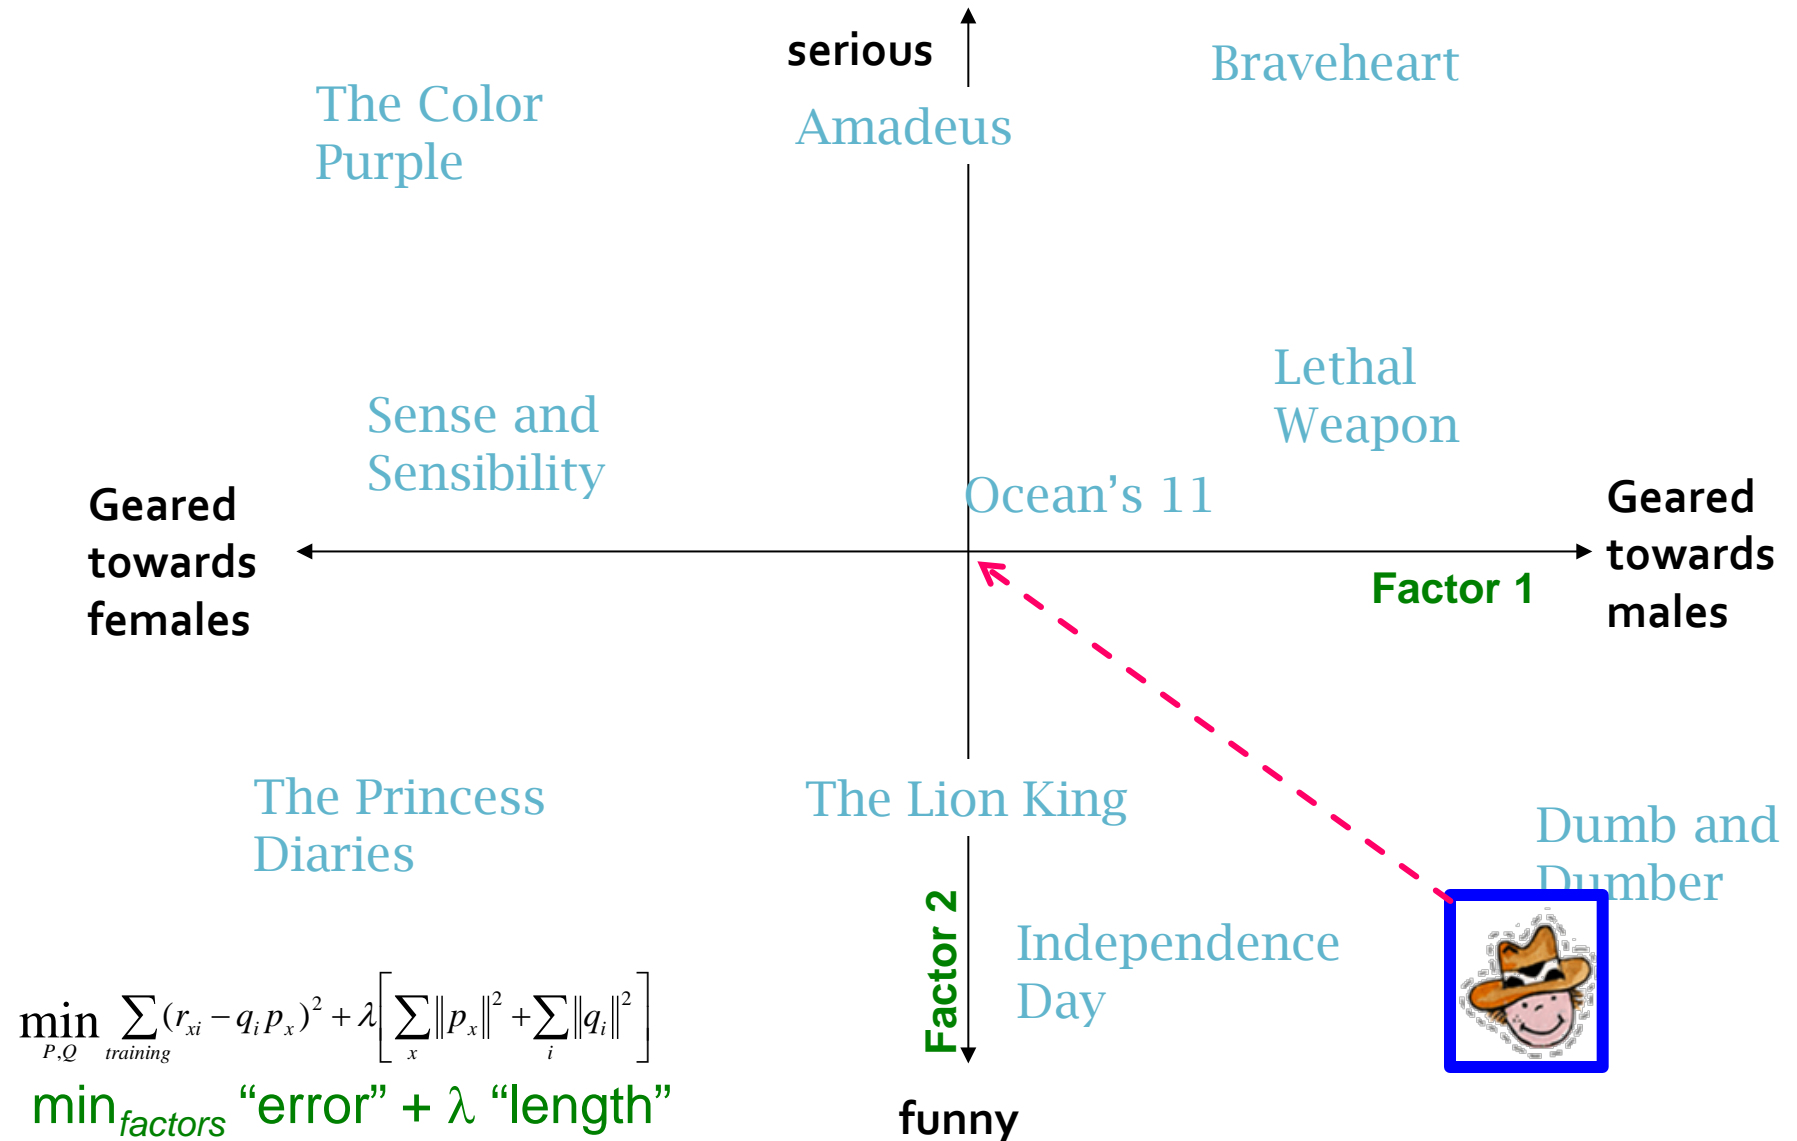 serious
Braveheart
The Color
Purple
Amadeus
Lethal
Weapon
Sense and
Sensibility
Ocean’s 11
Geared
towards
females
Geared
towards
males
Factor 1
The Princess
Diaries
The Lion King
Dumb and
Dumber
Factor 2
Independence
Day
min_{P,Q} ∑_{training} (r_{xi} − q_i p_x)^2 + λ[∑_x ‖p_x‖^2 + ∑_i ‖q_i‖^2]
min_{factors} “error” + λ “length”
funny